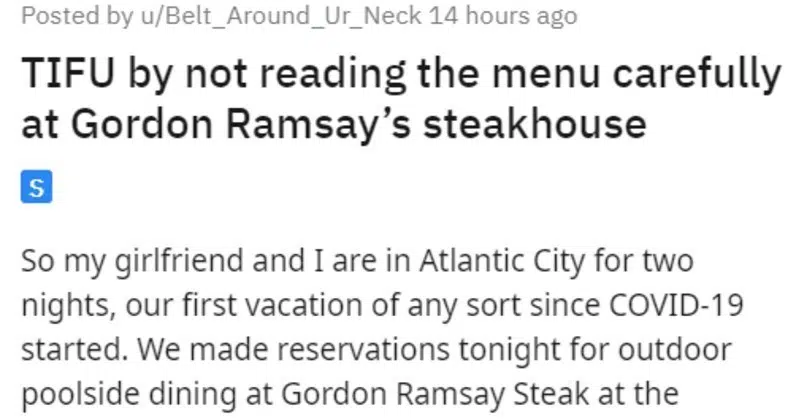 Posted by u/Belt_Around_Ur_Neck 14 hours ago
TIFU by not reading the menu carefully
at Gordon Ramsay’s steakhouse
S
So my girlfriend and I are in Atlantic City for two
nights, our first vacation of any sort since COVID-19
started. We made reservations tonight for outdoor
poolside dining at Gordon Ramsay Steak at the